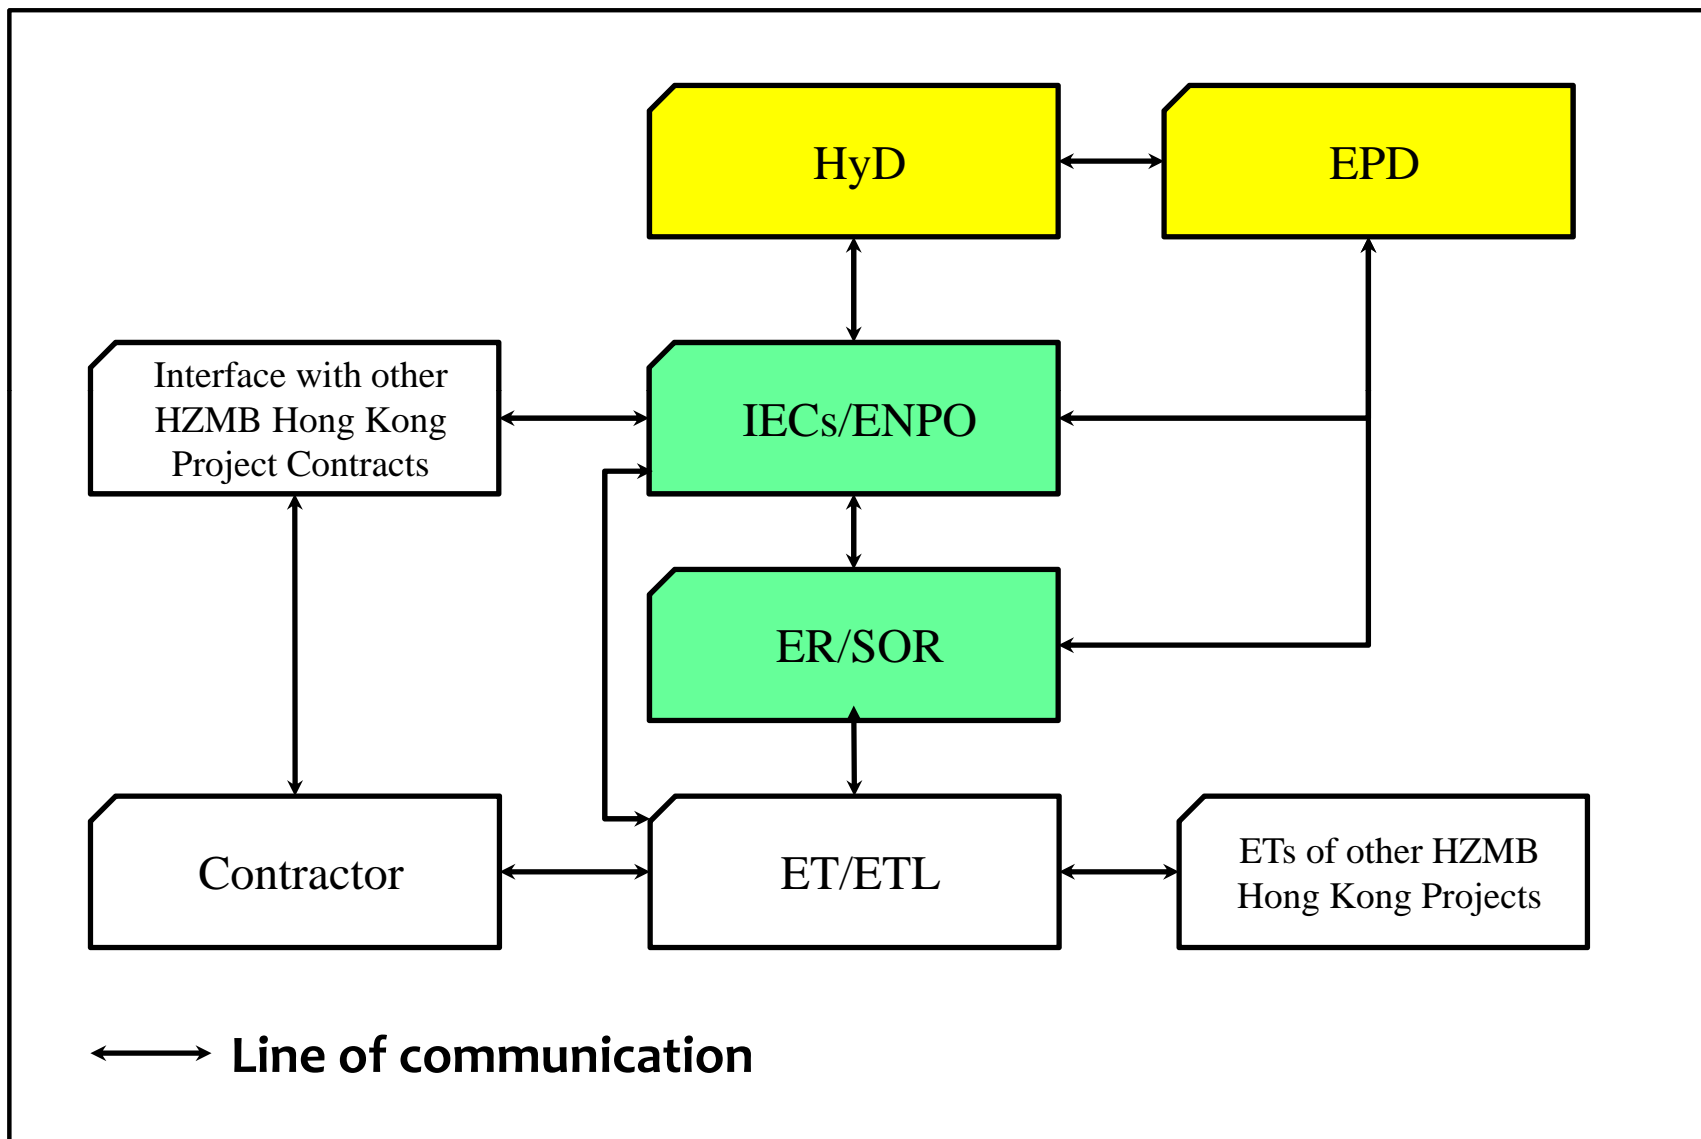 HyD
EPD
Interface with other
HZMB Hong Kong
Project Contracts
IECs/ENPO
ER/SOR
Contractor
ET/ETL
ETs of other HZMB
Hong Kong Projects
Line of communication